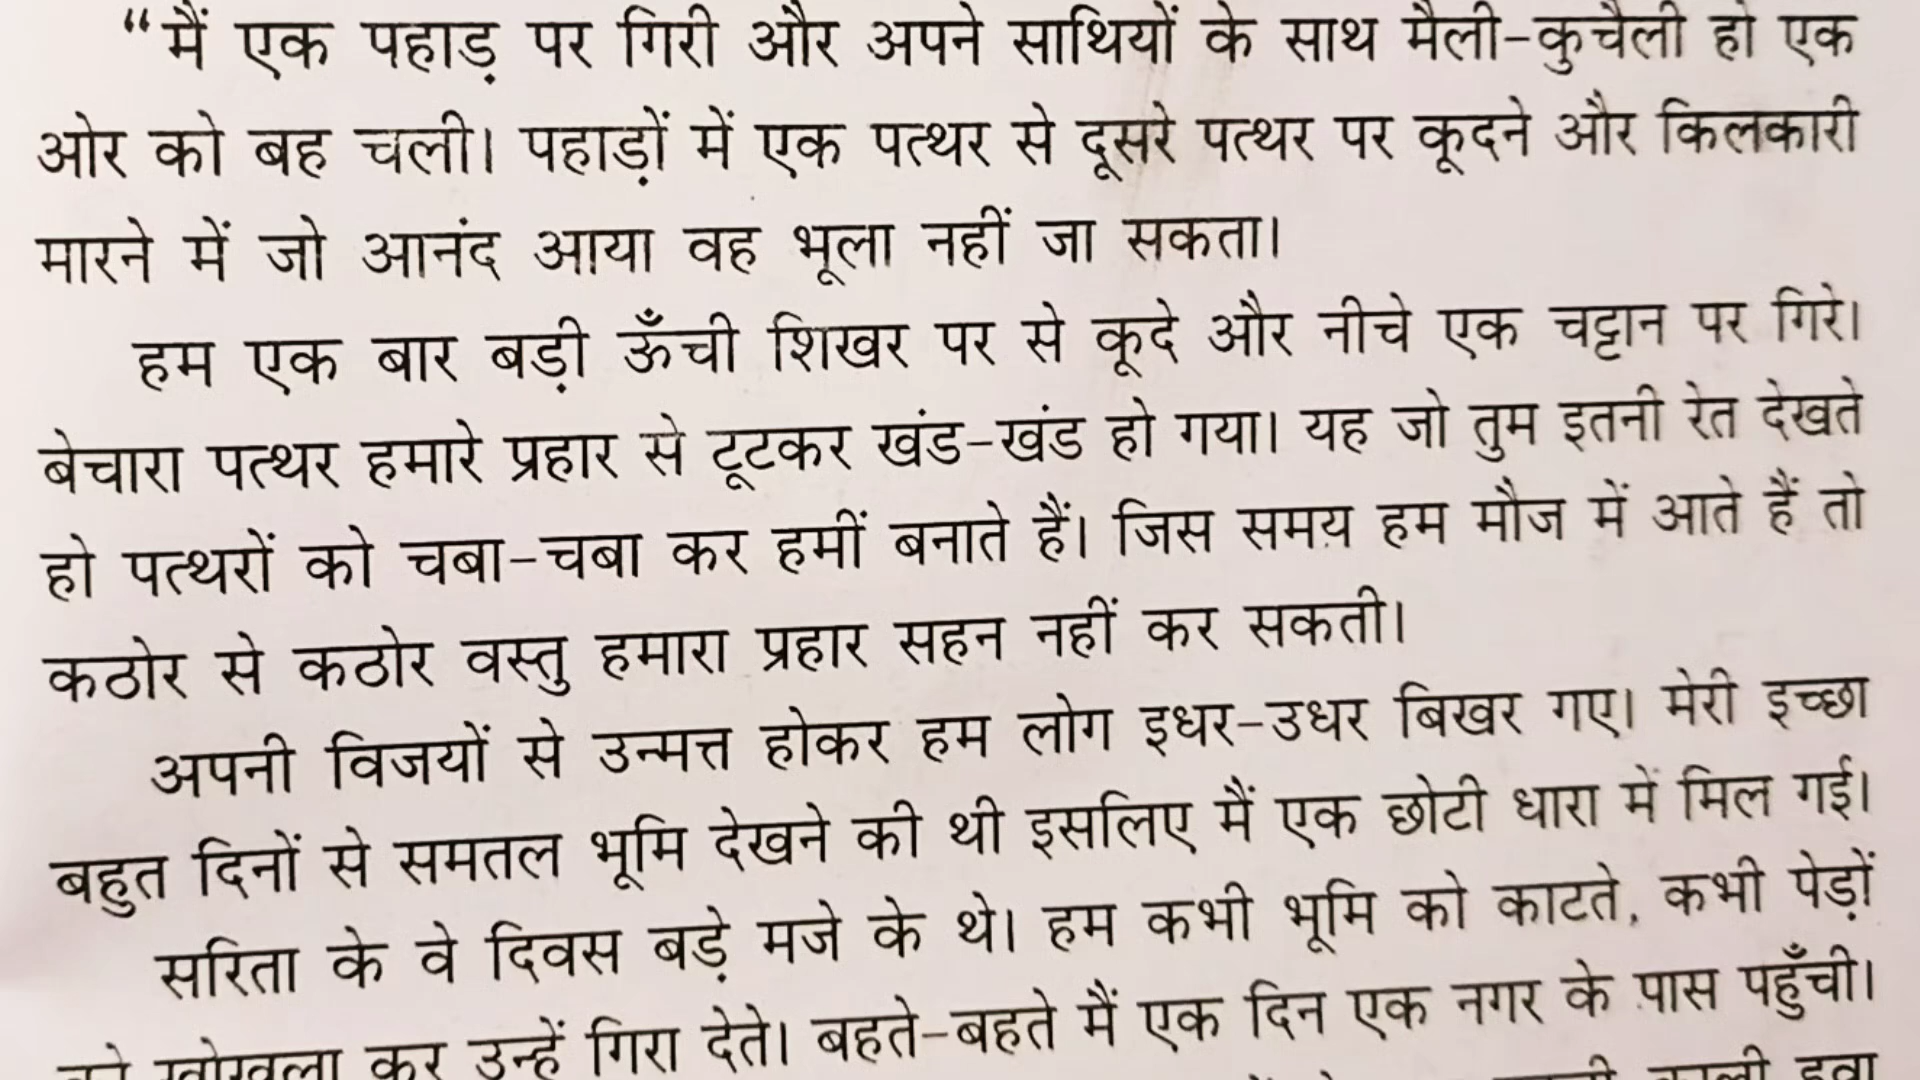 “मैं एक पहाड़ पर गिरी और अपने साथियों के साथ मैली-कुचैली हो एक
ओर को बह चली। पहाड़ों में एक पत्थर से दूसरे पत्थर पर कूदने और किलकारी
मारने में जो आनंद आया वह भूला नहीं जा सकता।
हम एक बार बड़ी ऊँची शिखर पर से कूदे और नीचे एक चट्टान पर गिरे।
बेचारा पत्थर हमारे प्रहार से टूटकर खंड-खंड हो गया। यह जो तुम इतनी रेत देखते
हो पत्थरों को चबा-चबा कर हमीं बनाते हैं। जिस समय हम मौज में आते हैं तो
कठोर से कठोर वस्तु हमारा प्रहार सहन नहीं कर सकती।
अपनी विजयों से उन्मत्त होकर हम लोग इधर-उधर बिखर गए। मेरी इच्छा
बहुत दिनों से समतल भूमि देखने की थी इसलिए मैं एक छोटी धारा में मिल गई।
सरिता के वे दिवस बड़े मजे के थे। हम कभी भूमि को काटते, कभी पेड़ों
को खोखला कर उन्हें गिरा देते। बहते-बहते मैं एक दिन एक नगर के पास पहुँची।